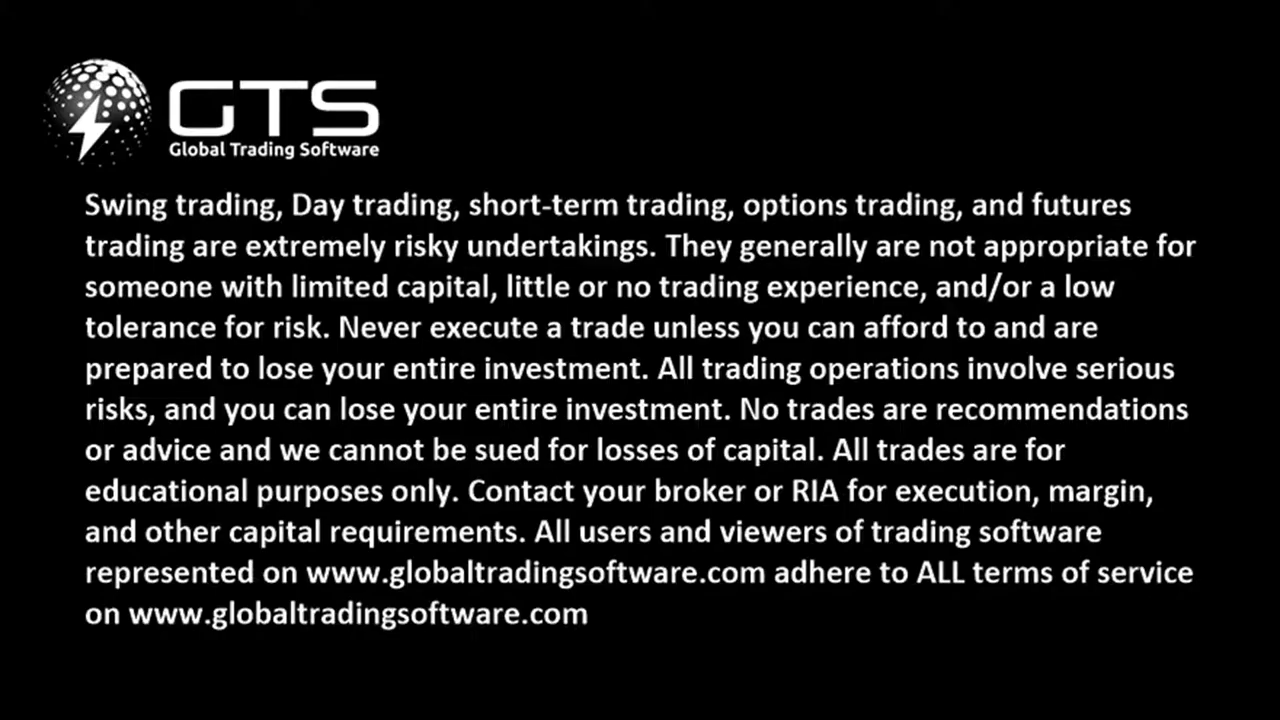 GTS
Global Trading Software
Swing trading, Day trading, short-term trading, options trading, and futures
trading are extremely risky undertakings. They generally are not appropriate for
someone with limited capital, little or no trading experience, and/or a low
tolerance for risk. Never execute a trade unless you can afford to and are
prepared to lose your entire investment. All trading operations involve serious
risks, and you can lose your entire investment. No trades are recommendations
or advice and we cannot be sued for losses of capital. All trades are for
educational purposes only. Contact your broker or RIA for execution, margin,
and other capital requirements. All users and viewers of trading software
represented on www.globaltradingsoftware.com adhere to ALL terms of service
on www.globaltradingsoftware.com